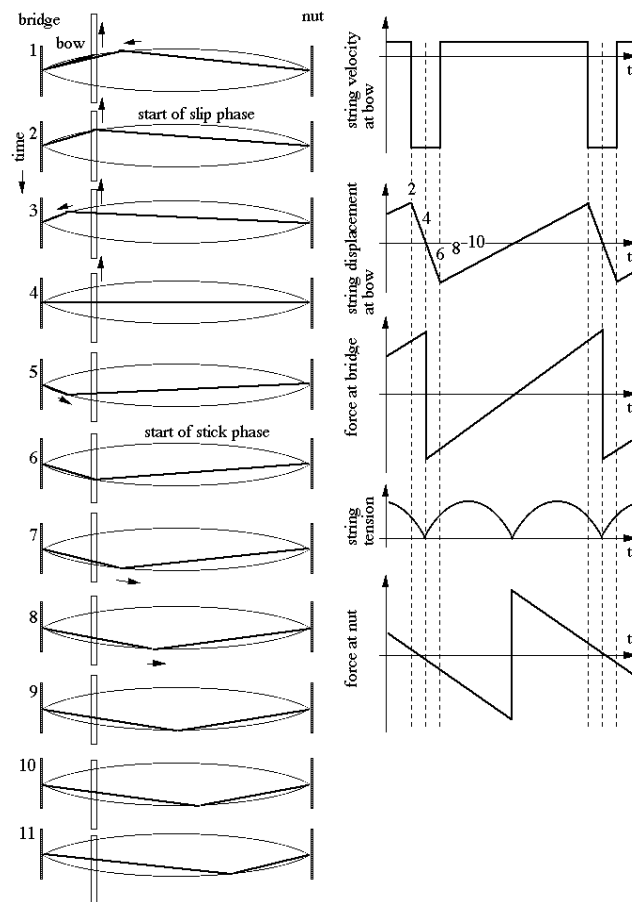 bridge
nut
bow
1
start of slip phase
2
time
3
4
5
start of stick phase
6
7
8
9
10
11
string velocity
at bow
t
string displacement
at bow
2
4
6
8
10
t
force at bridge
t
string
tension
t
force at nut
t